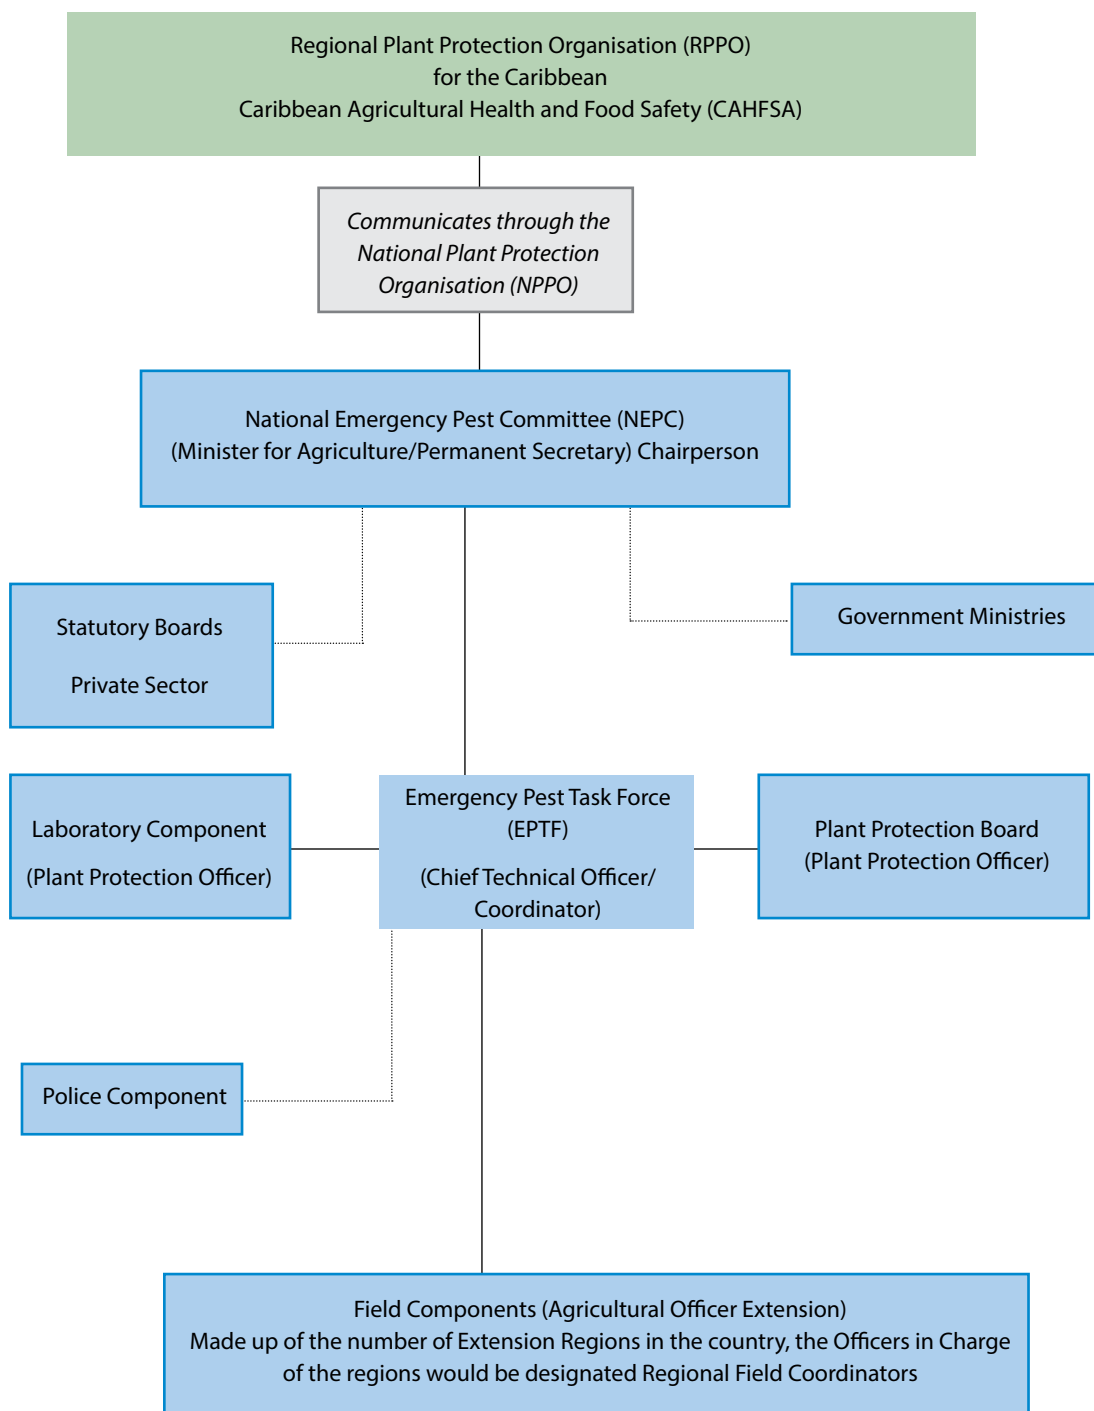 Regional Plant Protection Organisation (RPPO)
for the Caribbean
Caribbean Agricultural Health and Food Safety (CAHFSA)
Communicates through the
National Plant Protection
Organisation (NPPO)
National Emergency Pest Committee (NEPC)
(Minister for Agriculture/Permanent Secretary) Chairperson
Statutory Boards
Private Sector
Government Ministries
Laboratory Component
(Plant Protection Officer)
Emergency Pest Task Force
(EPTF)
(Chief Technical Officer/
Coordinator)
Plant Protection Board
(Plant Protection Officer)
Police Component
Field Components (Agricultural Officer Extension)
Made up of the number of Extension Regions in the country, the Officers in Charge
of the regions would be designated Regional Field Coordinators